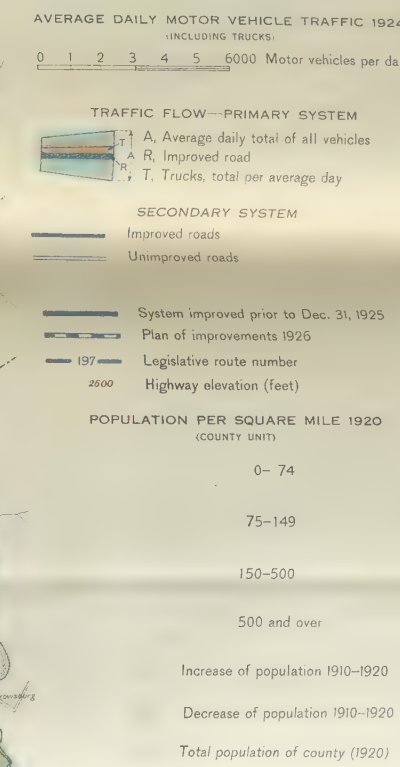 AVERAGE DAILY MOTOR VEHICLE TRAFFIC 1924
(INCLUDING TRUCKS)
0 1 2 3 4 5 6000 Motor vehicles per da
TRAFFIC FLOW—PRIMARY SYSTEM
A, Average daily total of all vehicles
R, Improved road
T, Trucks, total per average day
T
A
R
SECONDARY SYSTEM
Improved roads
Unimproved roads
System improved prior to Dec. 31, 1925
Plan of improvements 1926
197 Legislative route number
2500 Highway elevation (feet)
POPULATION PER SQUARE MILE 1920
(COUNTY UNIT)
0– 74
75–149
150–500
500 and over
Increase of population 1910–1920
Decrease of population 1910–1920
Total population of county (1920)